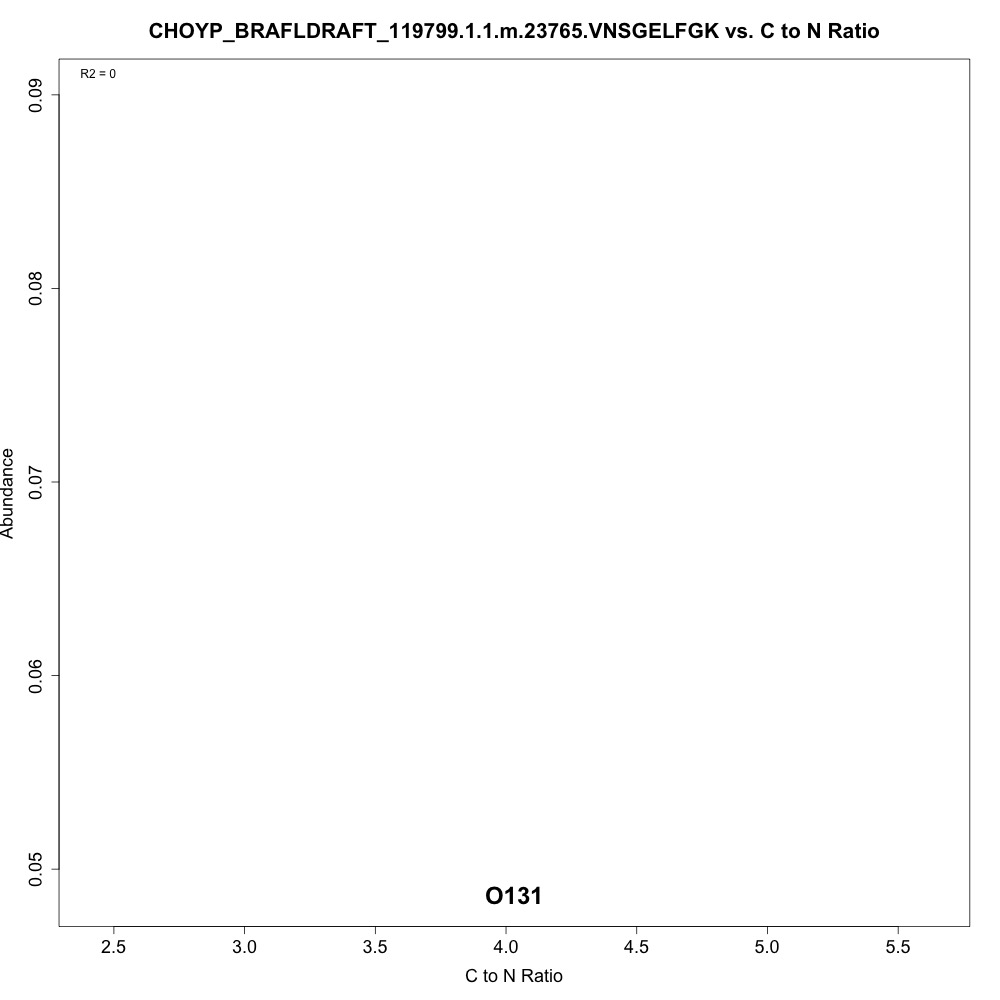 CHOYP_BRAFLDRAFT_119799.1.1.m.23765.VNSGELFGK vs. C to N Ratio
R2 = 0
0.09
0.08
0.07
Abundance
0.06
0.05
O131
2.5 3.0 3.5 4.0 4.5 5.0 5.5
C to N Ratio